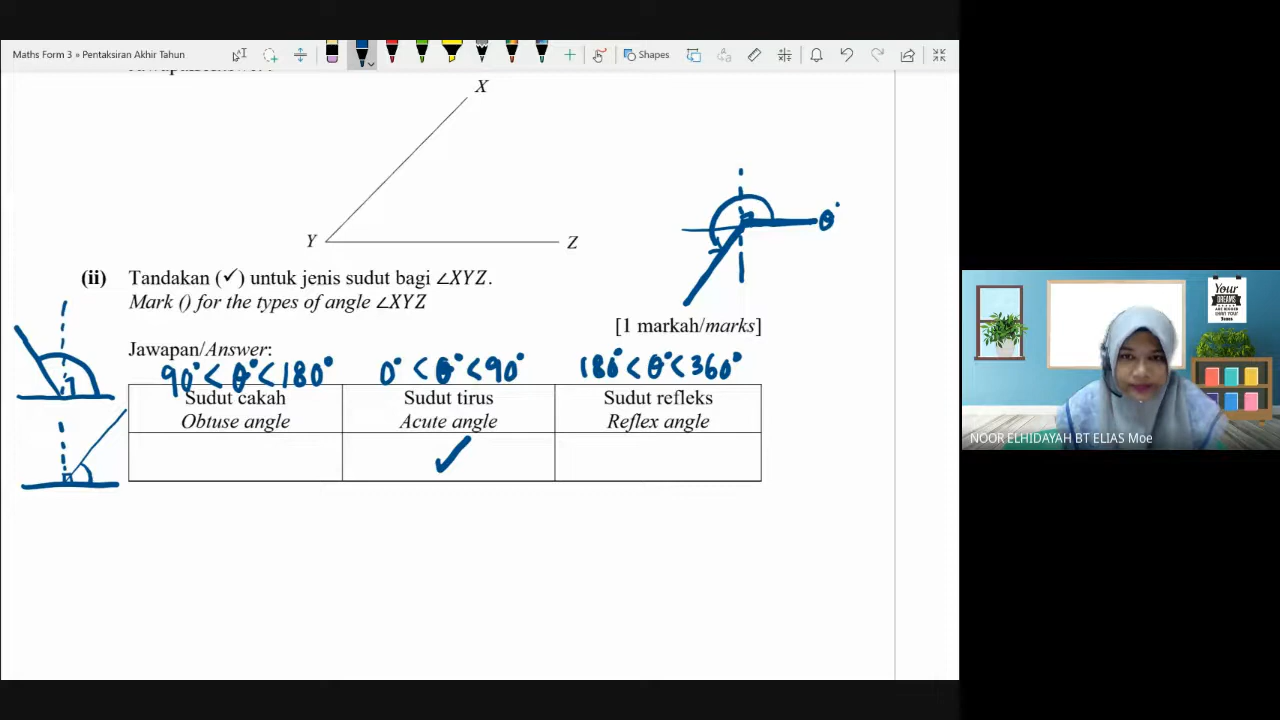 Maths Form 3 » Pentaksiran Akhir Tahun
Shapes
X
Y
Z
θ°
(ii) Tandakan (✓) untuk jenis sudut bagi ∠XYZ.
Mark () for the types of angle ∠XYZ
[1 markah/marks]
Jawapan/Answer:
90° < θ° < 180° 0° < θ° < 90° 180° < θ° < 360°
Sudut cakah Sudut tirus Sudut refleks
Obtuse angle Acute angle Reflex angle
✓
Your
DREAMS
NOOR ELHIDAYAH BT ELIAS Moe